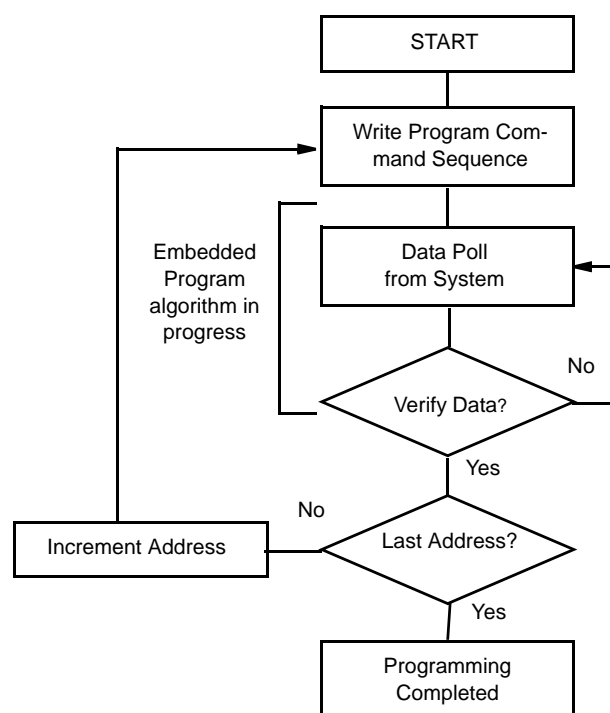 START
Write Program Com-
mand Sequence
Data Poll
from System
Embedded
Program
algorithm in
progress
Verify Data?
No
Yes
No
Increment Address
Last Address?
Yes
Programming
Completed